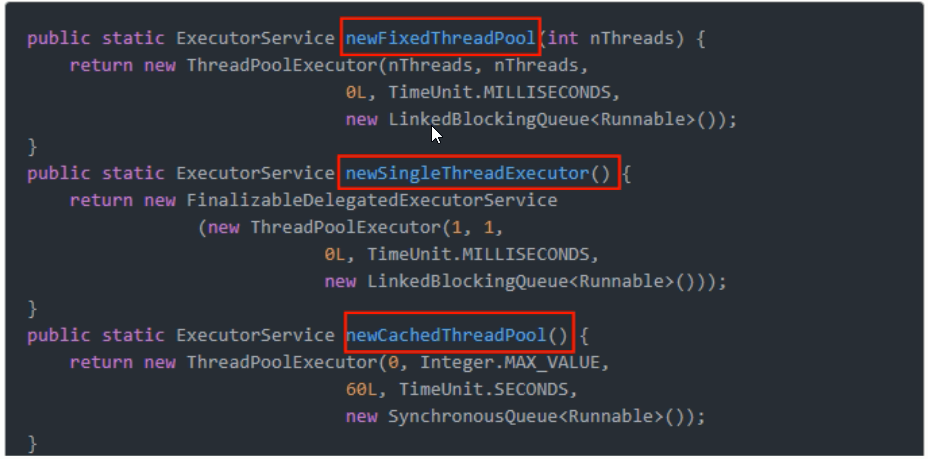 public static ExecutorService newFixedThreadPool(int nThreads) {
    return new ThreadPoolExecutor(nThreads, nThreads,
                              0L, TimeUnit.MILLISECONDS,
                              new LinkedBlockingQueue<Runnable>());
}
public static ExecutorService newSingleThreadExecutor() {
    return new FinalizableDelegatedExecutorService
                (new ThreadPoolExecutor(1, 1,
                            0L, TimeUnit.MILLISECONDS,
                            new LinkedBlockingQueue<Runnable>()));
}
public static ExecutorService newCachedThreadPool() {
    return new ThreadPoolExecutor(0, Integer.MAX_VALUE,
                              60L, TimeUnit.SECONDS,
                              new SynchronousQueue<Runnable>());
}